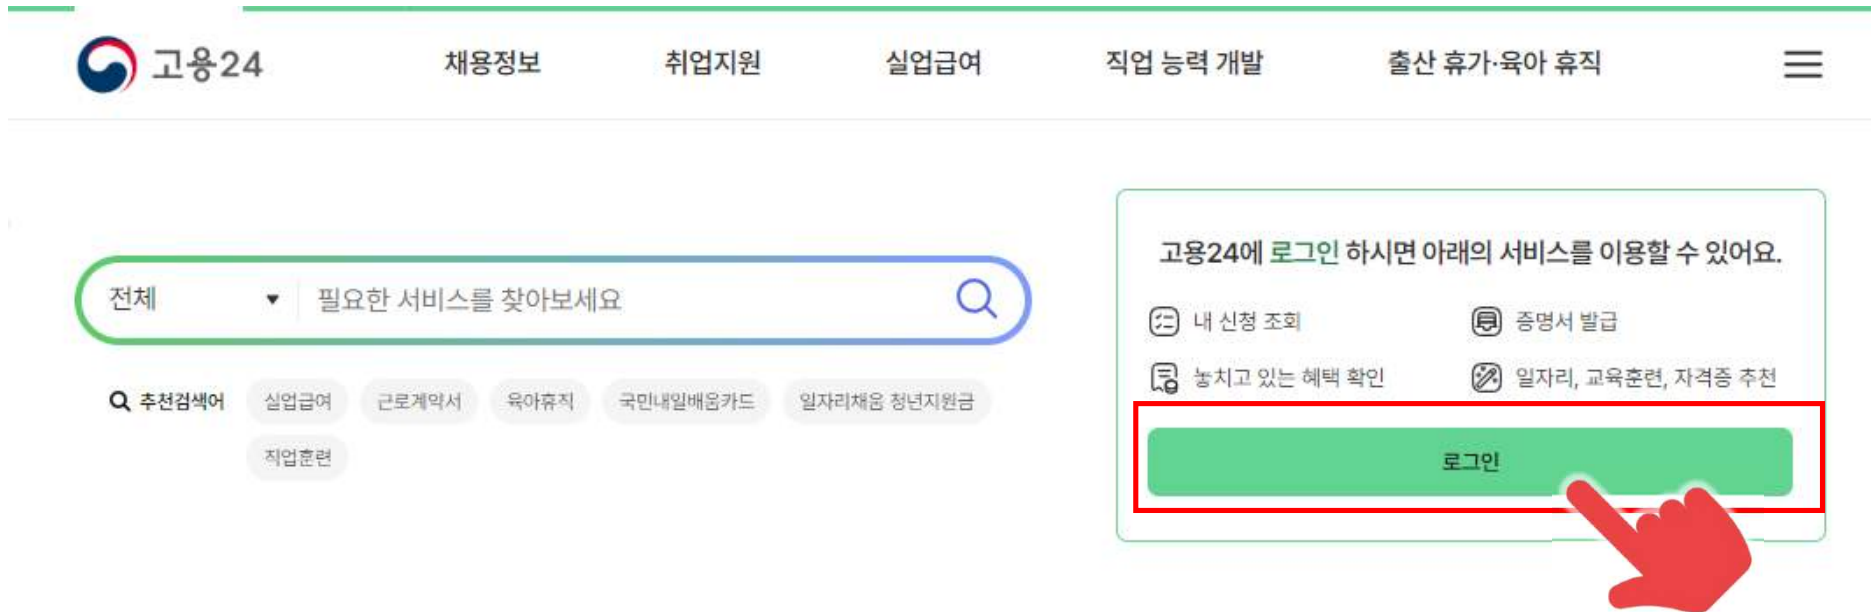 고용24 채용정보 취업지원 실업급여 직업 능력 개발 출산 휴가·육아 휴직
전체 필요한 서비스를 찾아보세요
추천검색어 실업급여 근로계약서 육아휴직 국민내일배움카드 일자리채움 청년지원금
직업훈련
고용24에 로그인 하시면 아래의 서비스를 이용할 수 있어요.
내 신청 조회 증명서 발급
놓치고 있는 혜택 확인 일자리, 교육훈련, 자격증 추천
로그인